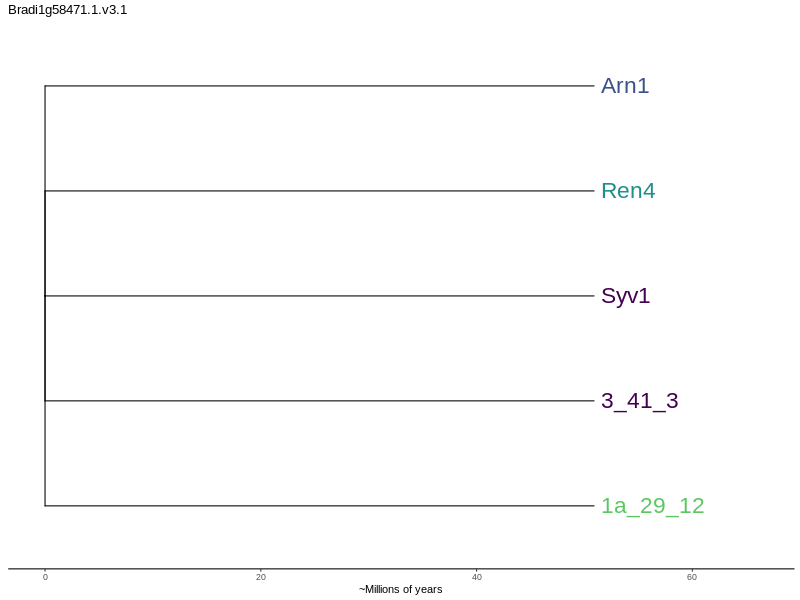 Bradi1g58471.1.v3.1
Arn1
Ren4
Syv1
3_41_3
1a_29_12
0 20 40 60
~Millions of years